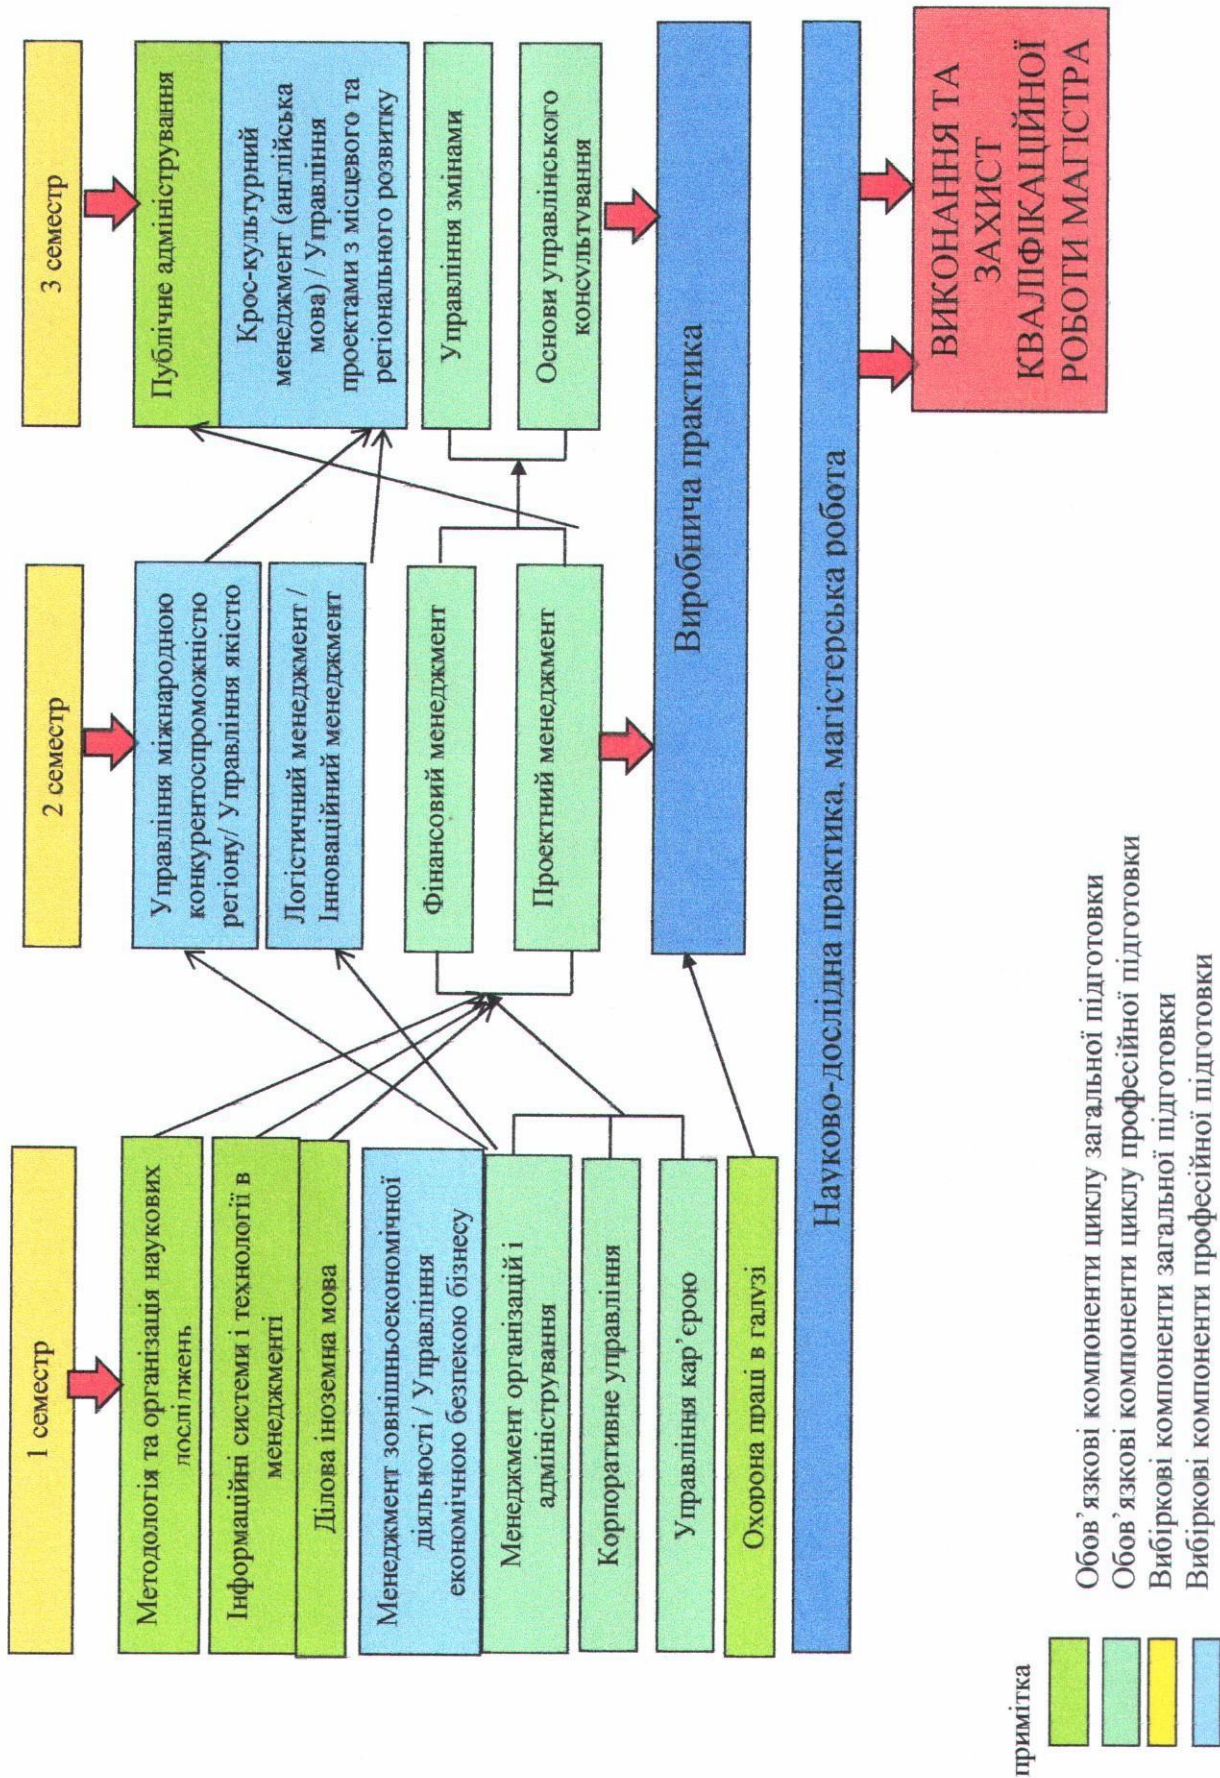 1 семестр
Методологія та організація наукових
досліджень
Інформаційні системи і технології в
менеджменті
Ділова іноземна мова
Менеджмент зовнішньоекономічної
діяльності / Управління
економічною безпекою бізнесу
Менеджмент організацій і
адміністрування
Корпоративне управління
Управління кар’єрою
Охорона праці в галузі
2 семестр
Управління міжнародною
конкурентоспроможністю
регіону/ Управління якістю
Логістичний менеджмент /
Інноваційний менеджмент
Фінансовий менеджмент
Проектний менеджмент
3 семестр
Публічне адміністрування
Крос-культурний
менеджмент (англійська
мова) / Управління
проектами з місцевого та
регіонального розвитку
Управління змінами
Основи управлінського
консультування
Виробнича практика
Науково-дослідна практика, магістерська робота
ВИКОНАННЯ ТА
ЗАХИСТ
КВАЛІФІКАЦІЙНОЇ
РОБОТИ МАГІСТРА
примітка
Обов’язкові компоненти циклу загальної підготовки
Обов’язкові компоненти циклу професійної підготовки
Вибіркові компоненти загальної підготовки
Вибіркові компоненти професійної підготовки